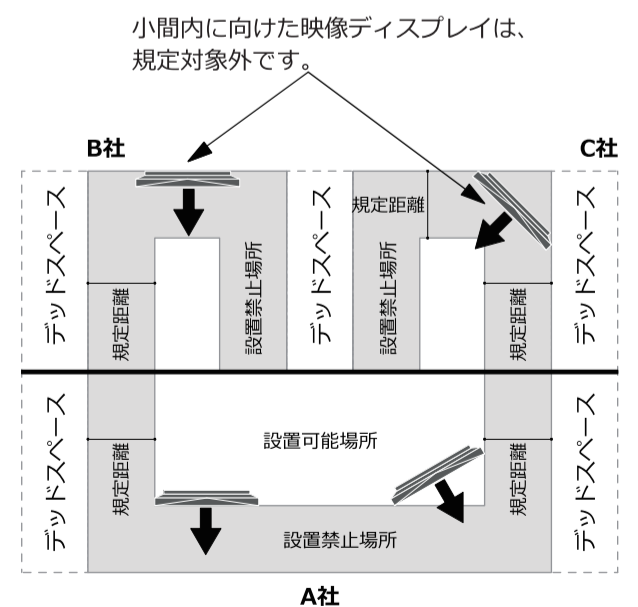 小間内に向けた映像ディスプレイは、
規定対象外です。
B社
C社
デッドスペース
規定距離
設置禁止場所
デッドスペース
規定距離
設置禁止場所
規定距離
デッドスペース
デッドスペース
規定距離
設置可能場所
規定距離
デッドスペース
設置禁止場所
A社